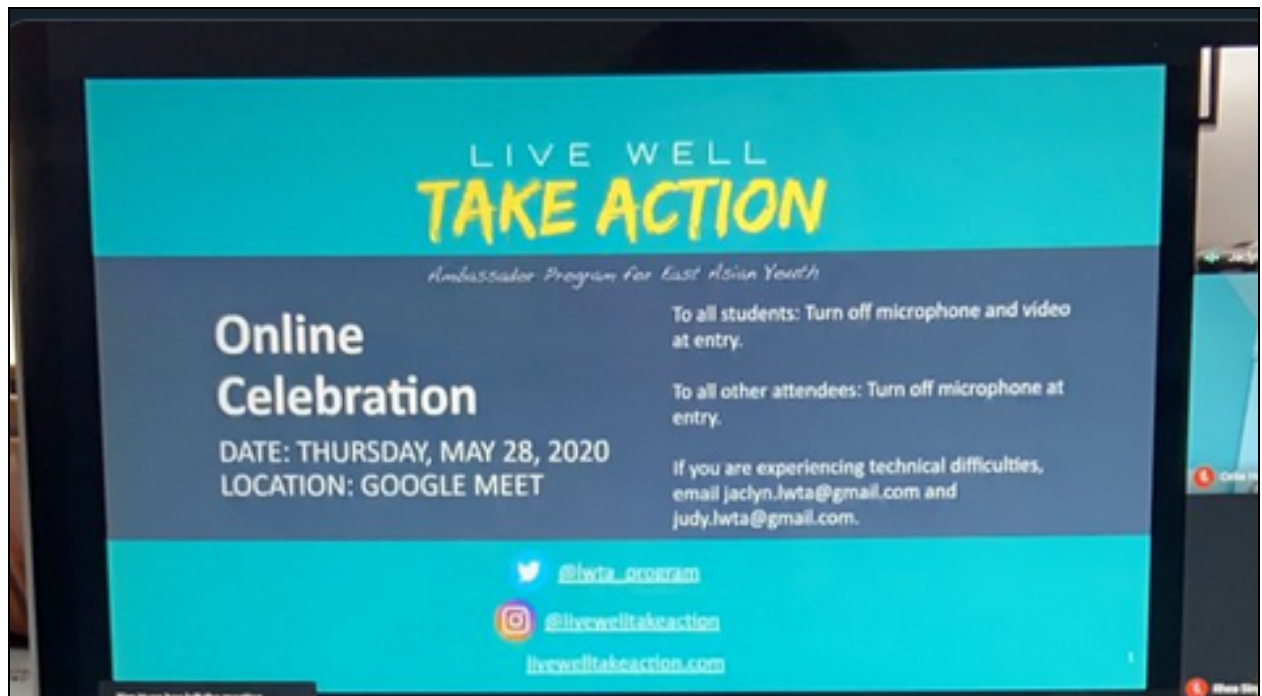 LIVE WELL
TAKE ACTION
Ambassador Program for East Asian Youth
Online
Celebration
DATE: THURSDAY, MAY 28, 2020
LOCATION: GOOGLE MEET
To all students: Turn off microphone and video
at entry.
To all other attendees: Turn off microphone at
entry.
If you are experiencing technical difficulties,
email jaclyn.lwta@gmail.com and
judy.lwta@gmail.com.
@lwta_program
@livewelltakeaction
livewelltakeaction.com
1